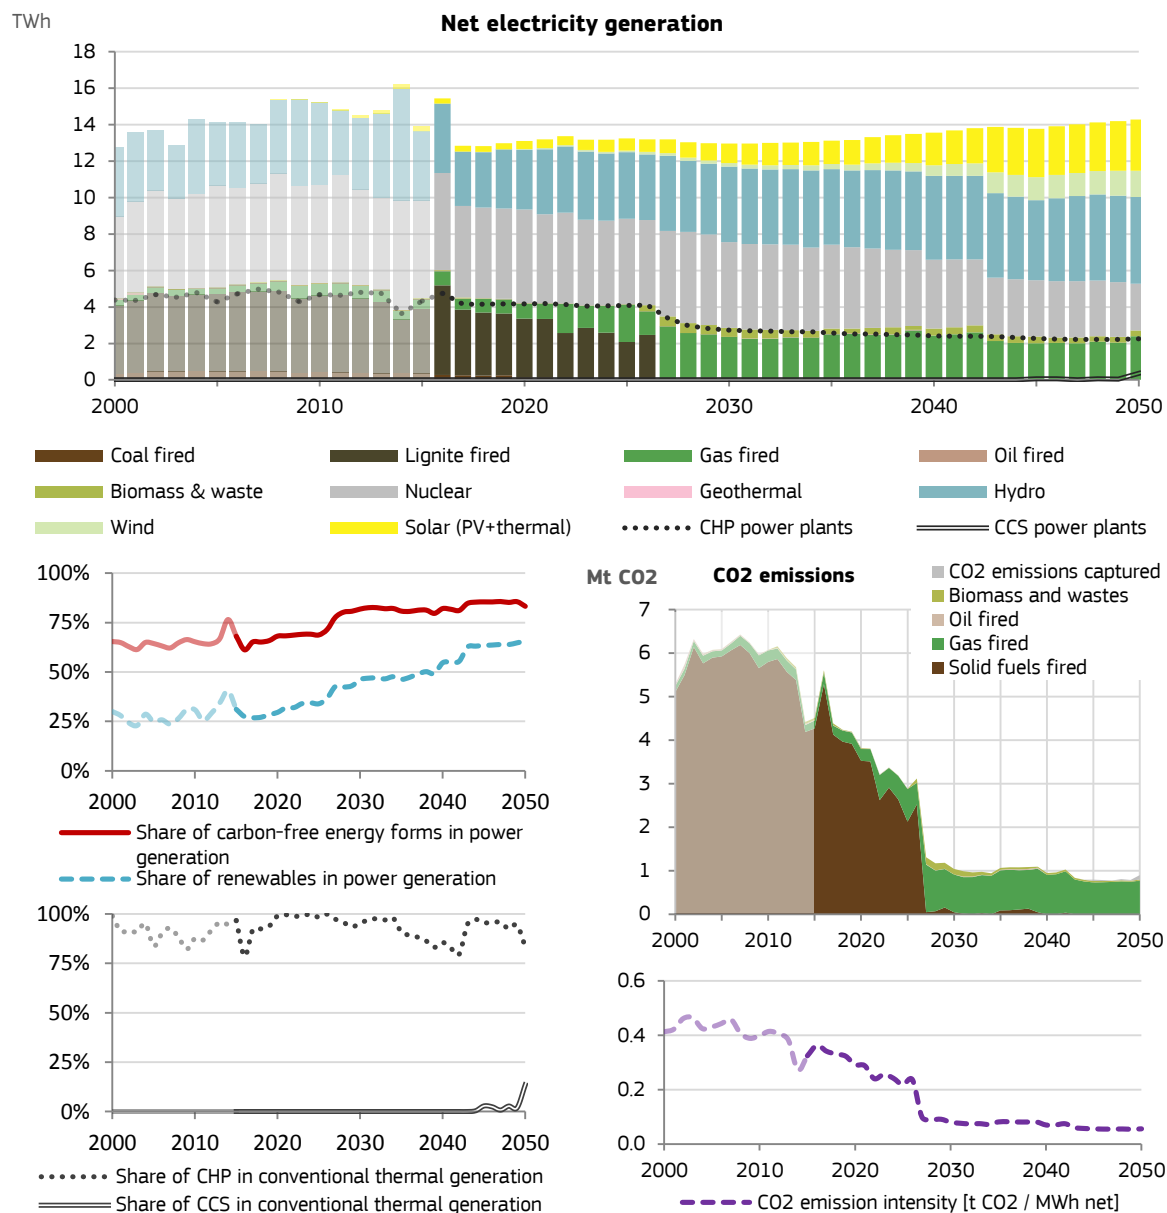 TWh
Net electricity generation
18
16
14
12
10
8
6
4
2
0
2000 2010 2020 2030 2040 2050
Coal fired Lignite fired Gas fired Oil fired
Biomass & waste Nuclear Geothermal Hydro
Wind Solar (PV+thermal) CHP power plants CCS power plants
100%
75%
50%
25%
0%
2000 2010 2020 2030 2040 2050
Share of carbon-free energy forms in power
generation
Share of renewables in power generation
Mt CO2
CO2 emissions
CO2 emissions captured
Biomass and wastes
Oil fired
Gas fired
Solid fuels fired
7
6
5
4
3
2
1
0
2000 2010 2020 2030 2040 2050
100%
75%
50%
25%
0%
2000 2010 2020 2030 2040 2050
Share of CHP in conventional thermal generation
Share of CCS in conventional thermal generation
0.6
0.4
0.2
0.0
2000 2010 2020 2030 2040 2050
CO2 emission intensity [t CO2 / MWh net]